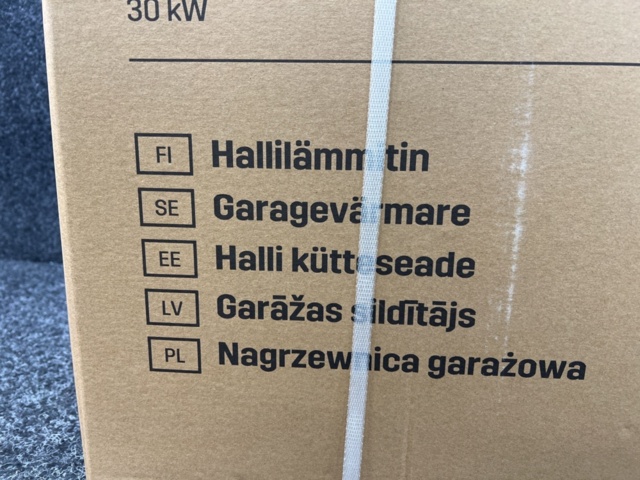 30 kW
FI Hallilämmitin
SE Garagevärmare
EE Halli kütteseade
LV Garāžas sildītājs
PL Nagrzewnica garażowa